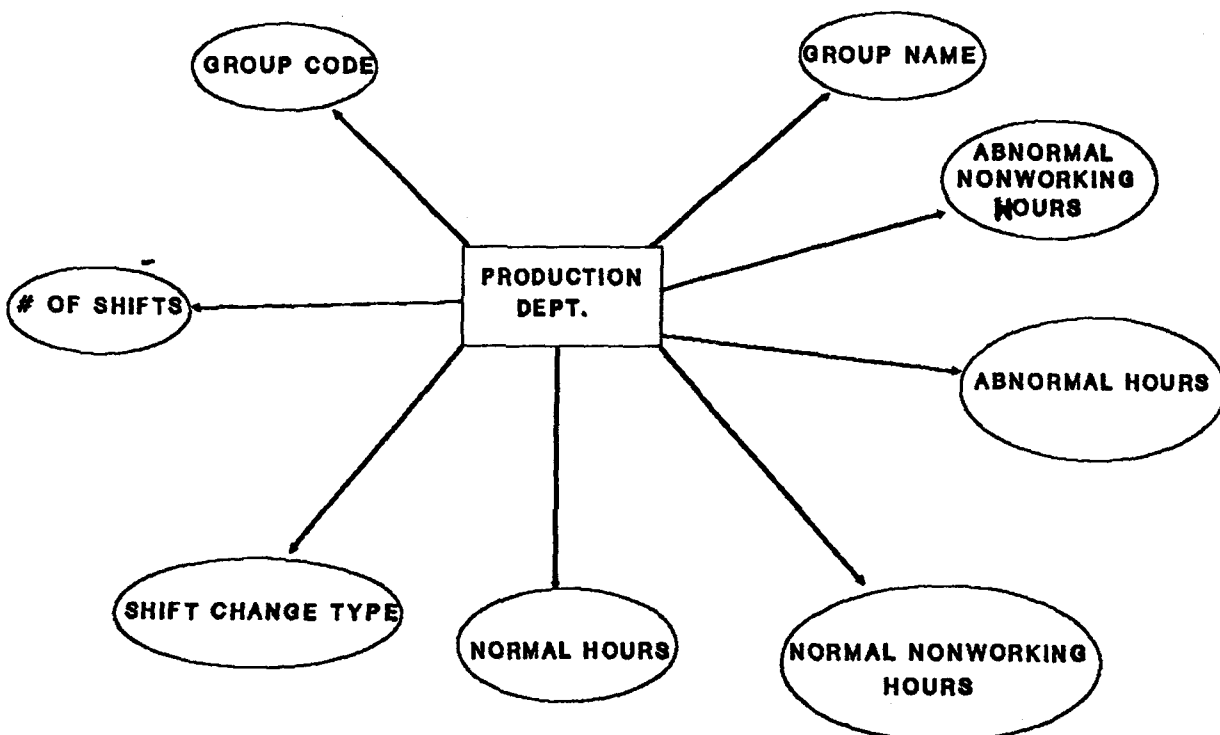 GROUP CODE
GROUP NAME
ABNORMAL
NONWORKING
HOURS
PRODUCTION
DEPT.
# OF SHIFTS
ABNORMAL HOURS
SHIFT CHANGE TYPE
NORMAL HOURS
NORMAL NONWORKING
HOURS